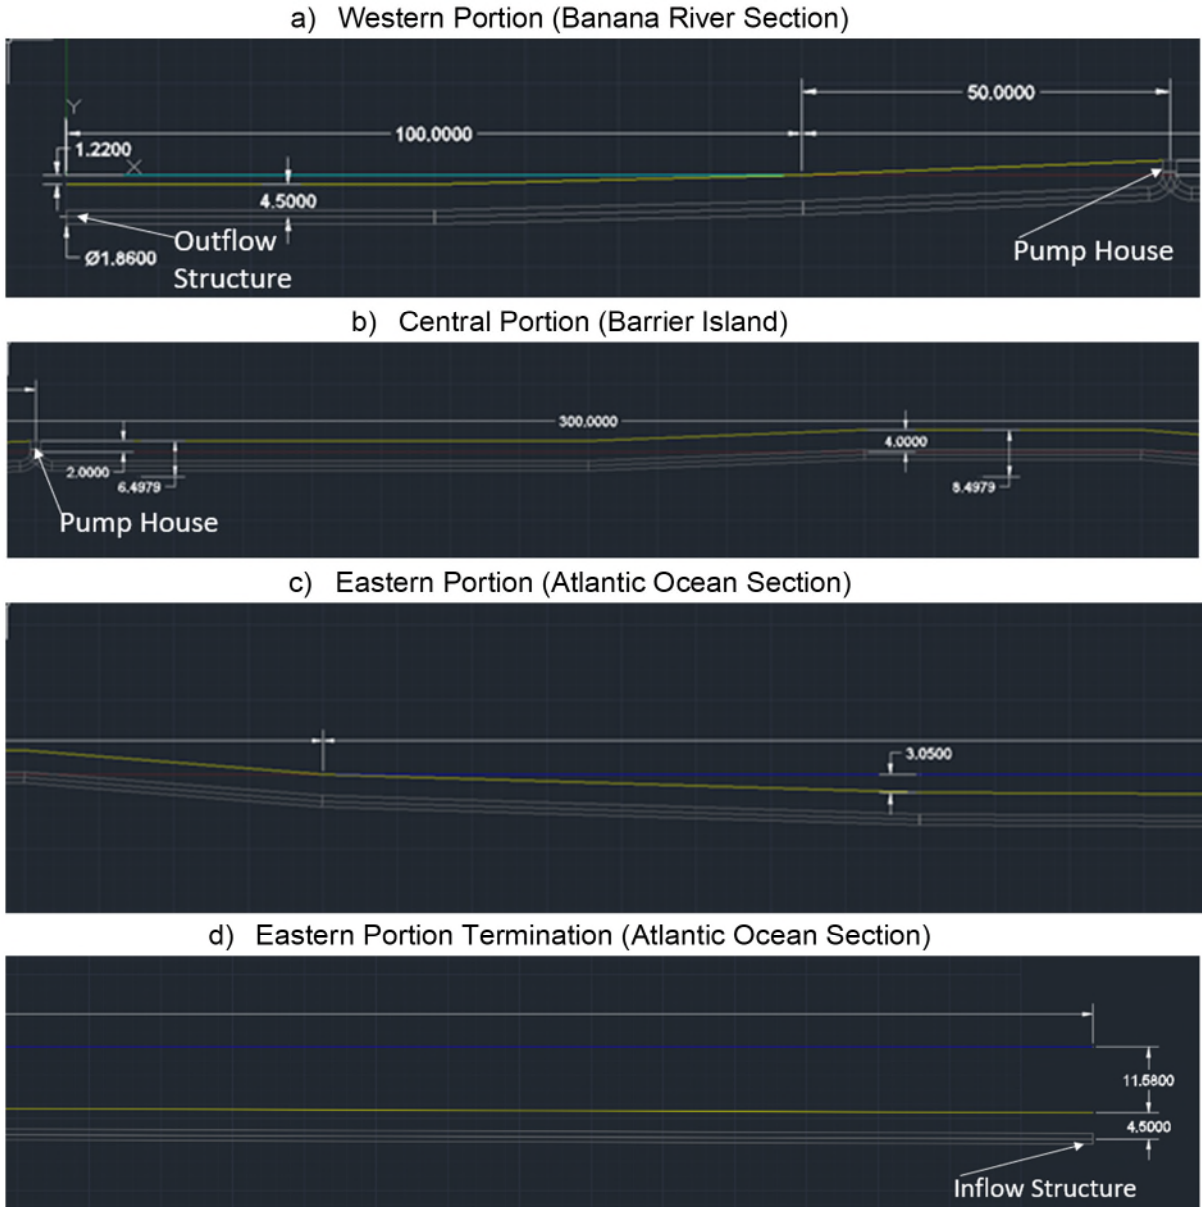 a) Western Portion (Banana River Section)
50.0000
100.0000
1.2200
Y
X
4.5000
Ø1.8600
Outflow
Structure
Pump House
b) Central Portion (Barrier Island)
300.0000
4.0000
2.0000
6.4979
8.4979
Pump House
c) Eastern Portion (Atlantic Ocean Section)
3.0500
d) Eastern Portion Termination (Atlantic Ocean Section)
11.5800
4.5000
Inflow Structure